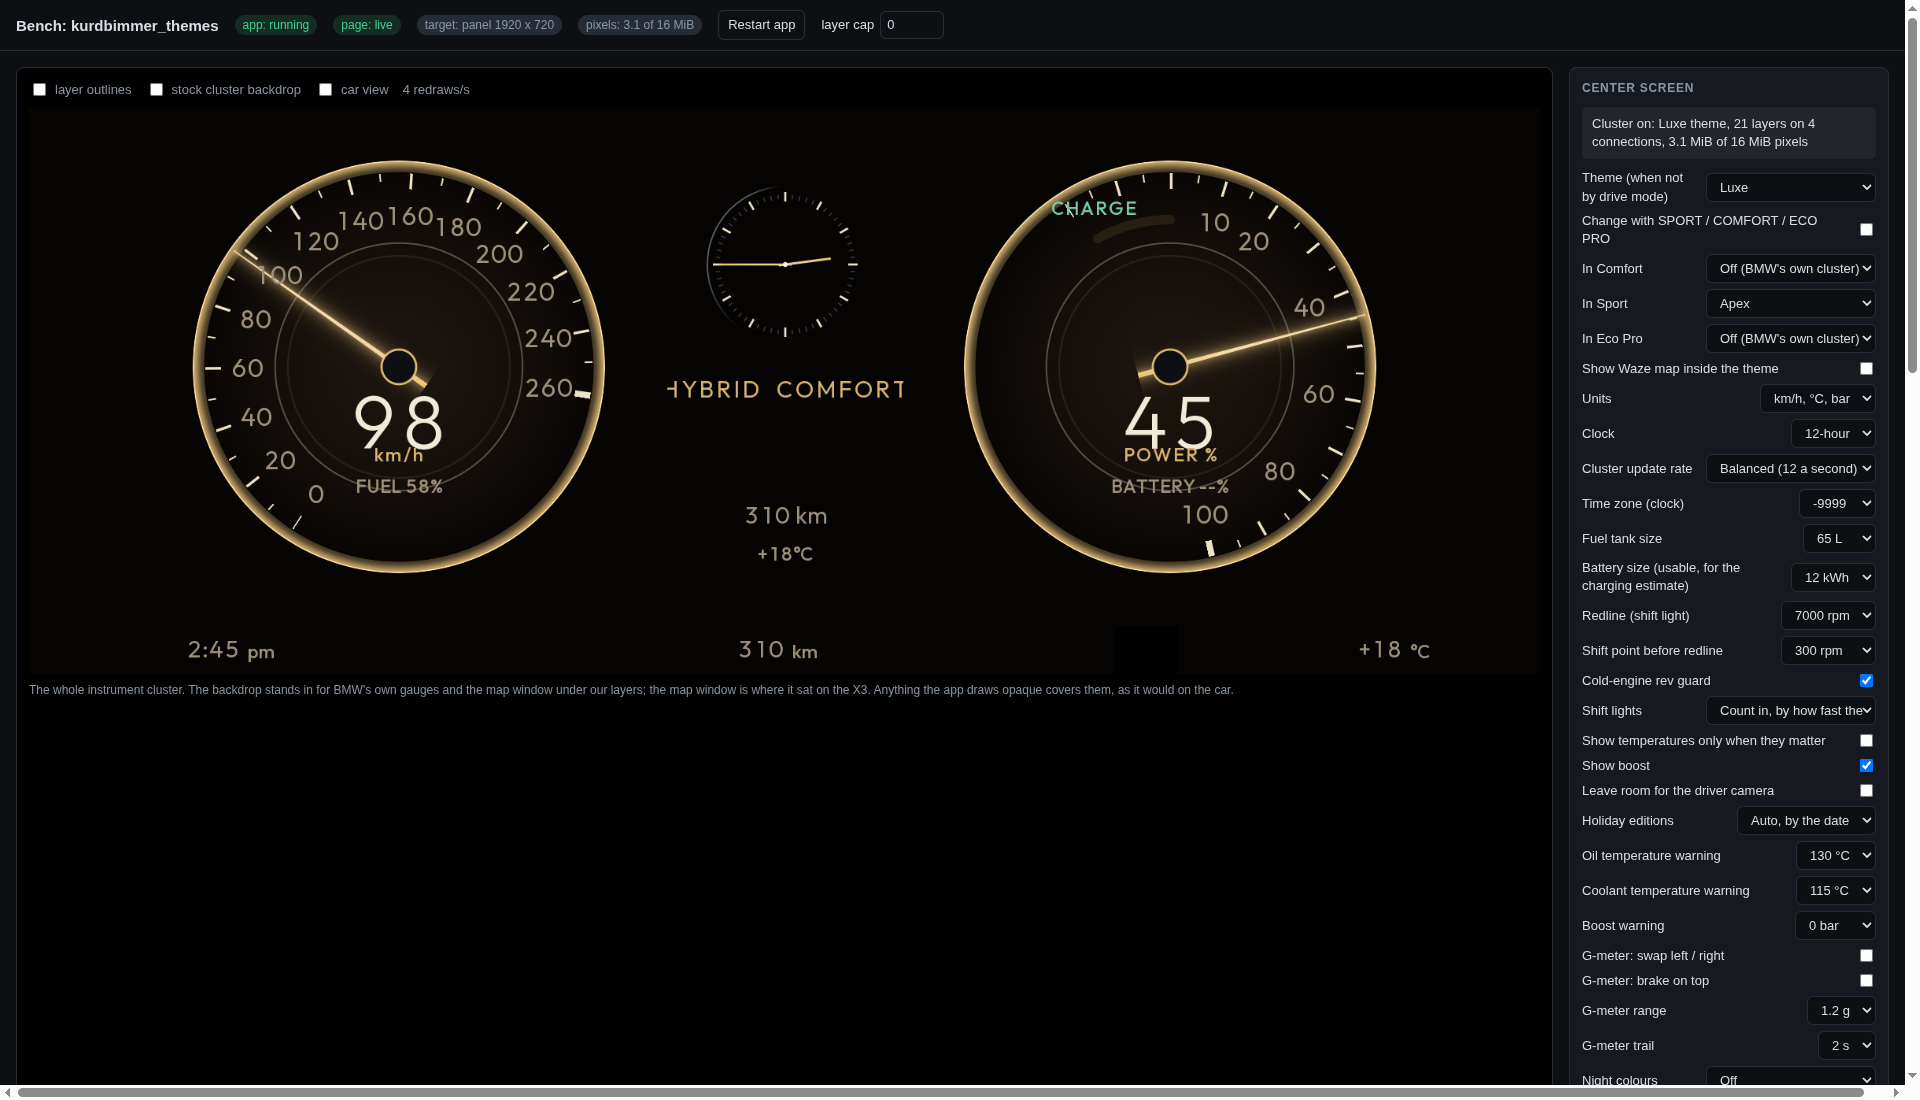 Bench: kurdbimmer_themes app: running page: live target: panel 1920 x 720 pixels: 3.1 of 16 MiB Restart app layer cap 0
layer outlines stock cluster backdrop car view 4 redraws/s
0
20
40
60
80
100
120
140
160
180
200
220
240
260
98
km/h
FUEL 58%
HYBRID COMFORT
310 km
+18°C
CHARGE
10
20
40
60
80
100
45
POWER %
BATTERY --%
2:45 pm
310 km
+18 °C
The whole instrument cluster. The backdrop stands in for BMW's own gauges and the map window under our layers; the map window is where it sat on the X3. Anything the app draws opaque covers them, as it would on the car.
CENTER SCREEN
Cluster on: Luxe theme, 21 layers on 4
connections, 3.1 MiB of 16 MiB pixels
Theme (when not
by drive mode) Luxe
Change with SPORT / COMFORT / ECO
PRO
In Comfort Off (BMW's own cluster)
In Sport Apex
In Eco Pro Off (BMW's own cluster)
Show Waze map inside the theme
Units km/h, °C, bar
Clock 12-hour
Cluster update rate Balanced (12 a second)
Time zone (clock) -9999
Fuel tank size 65 L
Battery size (usable, for the
charging estimate) 12 kWh
Redline (shift light) 7000 rpm
Shift point before redline 300 rpm
Cold-engine rev guard
Shift lights Count in, by how fast the
Show temperatures only when they matter
Show boost
Leave room for the driver camera
Holiday editions Auto, by the date
Oil temperature warning 130 °C
Coolant temperature warning 115 °C
Boost warning 0 bar
G-meter: swap left / right
G-meter: brake on top
G-meter range 1.2 g
G-meter trail 2 s
Night colours Off